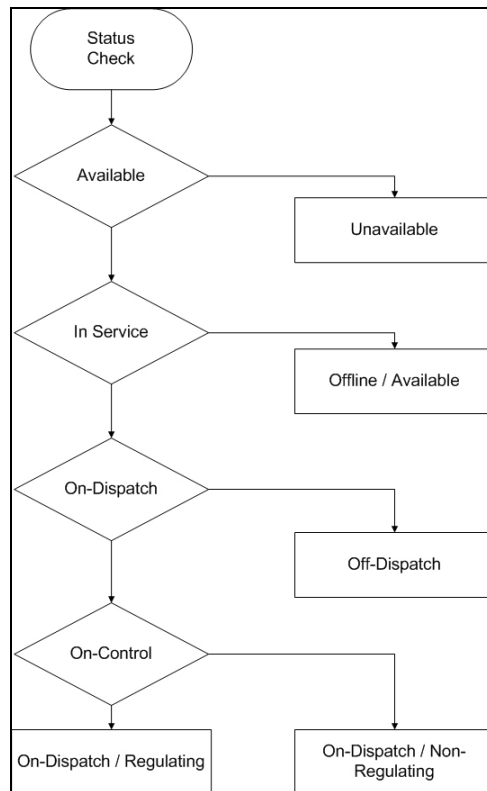 Status
Check
Available
Unavailable
In Service
Offline / Available
On-Dispatch
Off-Dispatch
On-Control
On-Dispatch / Regulating
On-Dispatch / Non-
Regulating